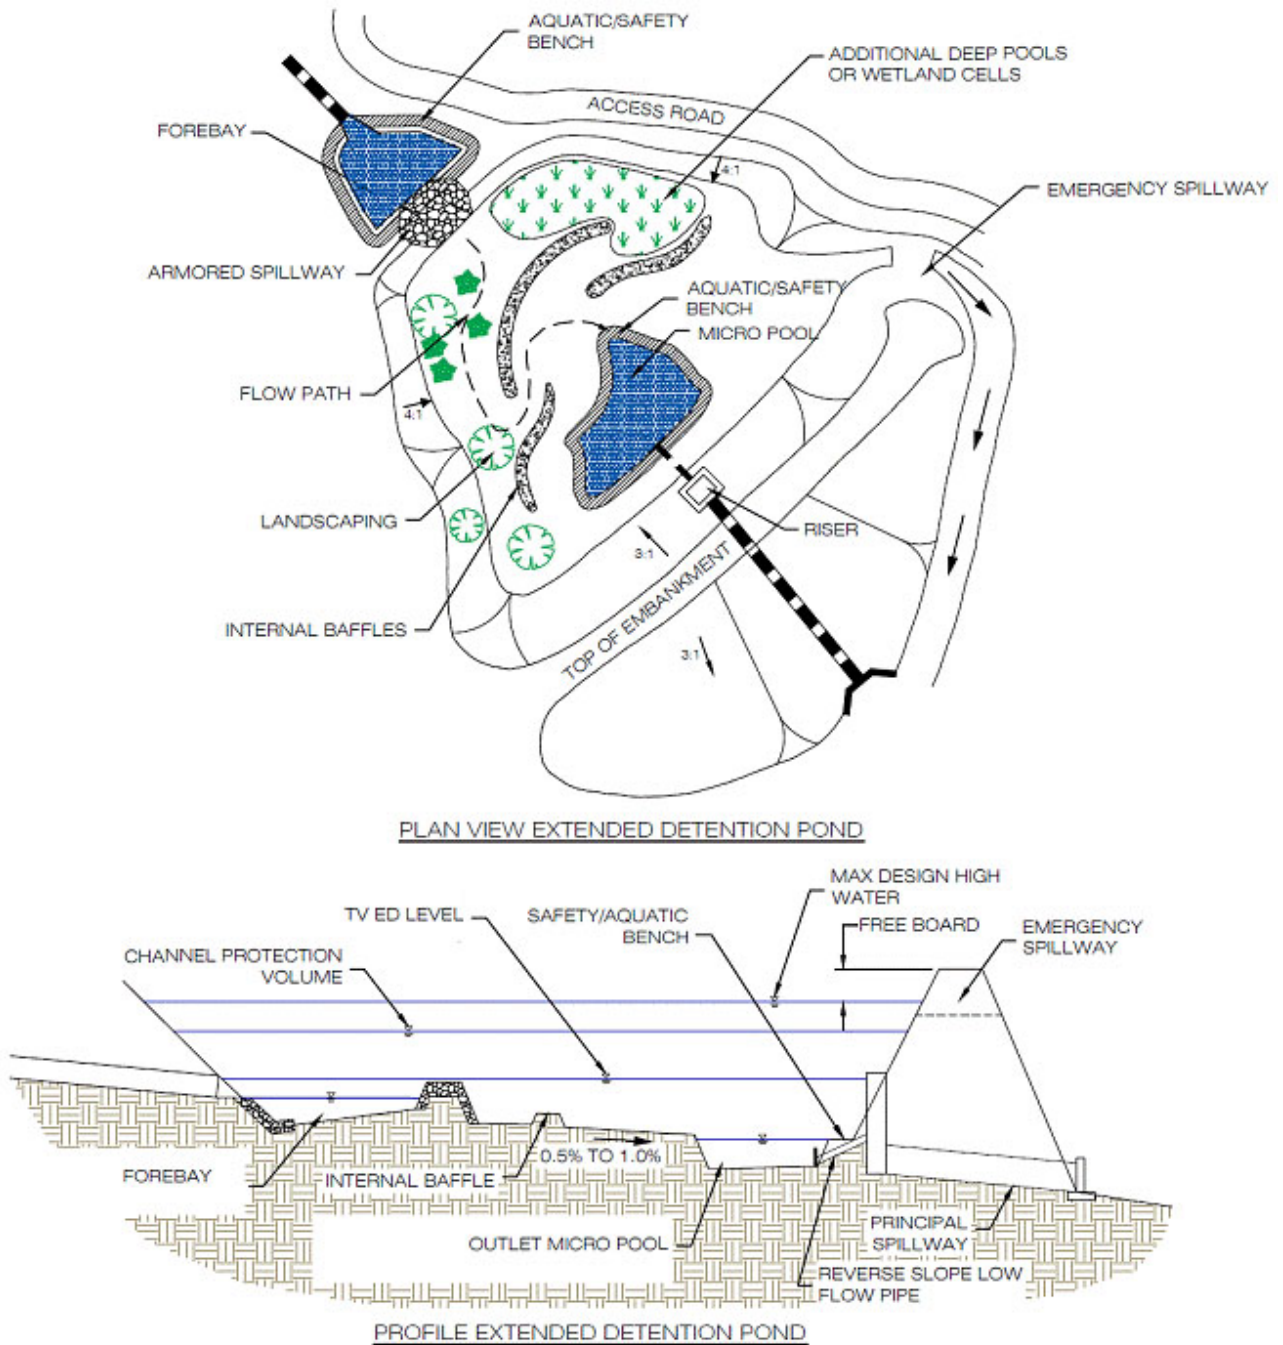 AQUATIC/SAFETY
BENCH
ADDITIONAL DEEP POOLS
OR WETLAND CELLS
ACCESS ROAD
FOREBAY
4:1
EMERGENCY SPILLWAY
ARMORED SPILLWAY
AQUATIC/SAFETY
BENCH
MICRO POOL
FLOW PATH
4:1
LANDSCAPING
RISER
3:1
INTERNAL BAFFLES
TOP OF EMBANKMENT
3:1
PLAN VIEW EXTENDED DETENTION POND
MAX DESIGN HIGH
WATER
TV ED LEVEL
SAFETY/AQUATIC
BENCH
FREE BOARD
EMERGENCY
SPILLWAY
CHANNEL PROTECTION
VOLUME
0.5% TO 1.0%
FOREBAY
INTERNAL BAFFLE
OUTLET MICRO POOL
PRINCIPAL
SPILLWAY
REVERSE SLOPE LOW
FLOW PIPE
PROFILE EXTENDED DETENTION POND